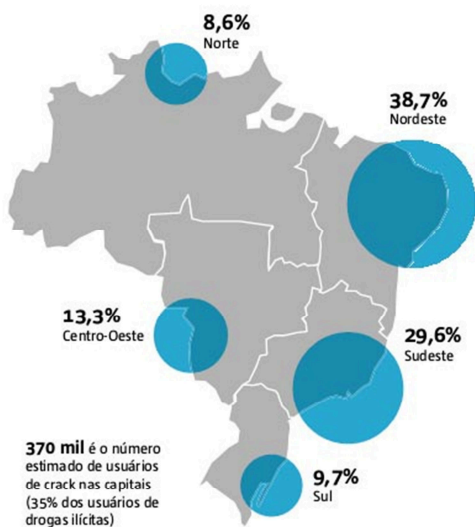 8,6%
Norte
38,7%
Nordeste
13,3%
Centro-Oeste
29,6%
Sudeste
370 mil é o número
estimado de usuários
de crack nas capitais
(35% dos usuários de
drogas ilícitas)
9,7%
Sul